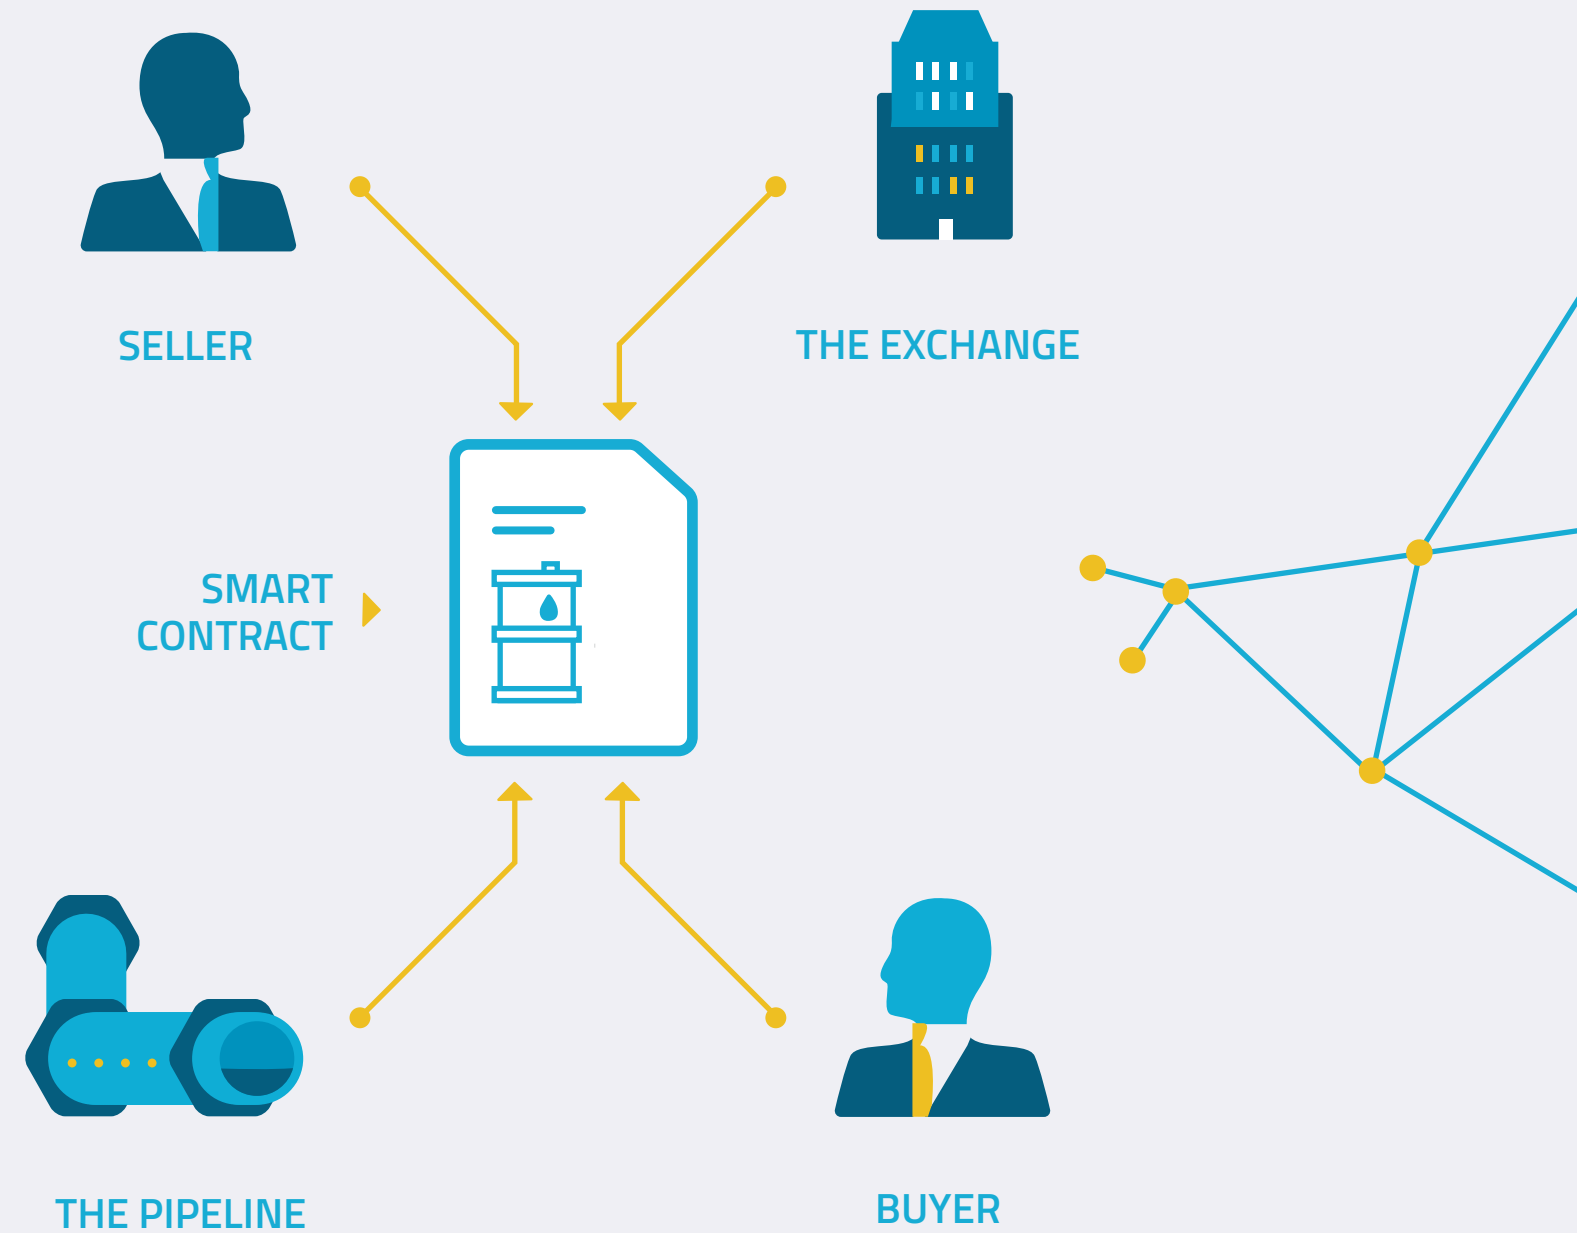 SELLER
THE EXCHANGE
SMART
CONTRACT
THE PIPELINE
BUYER